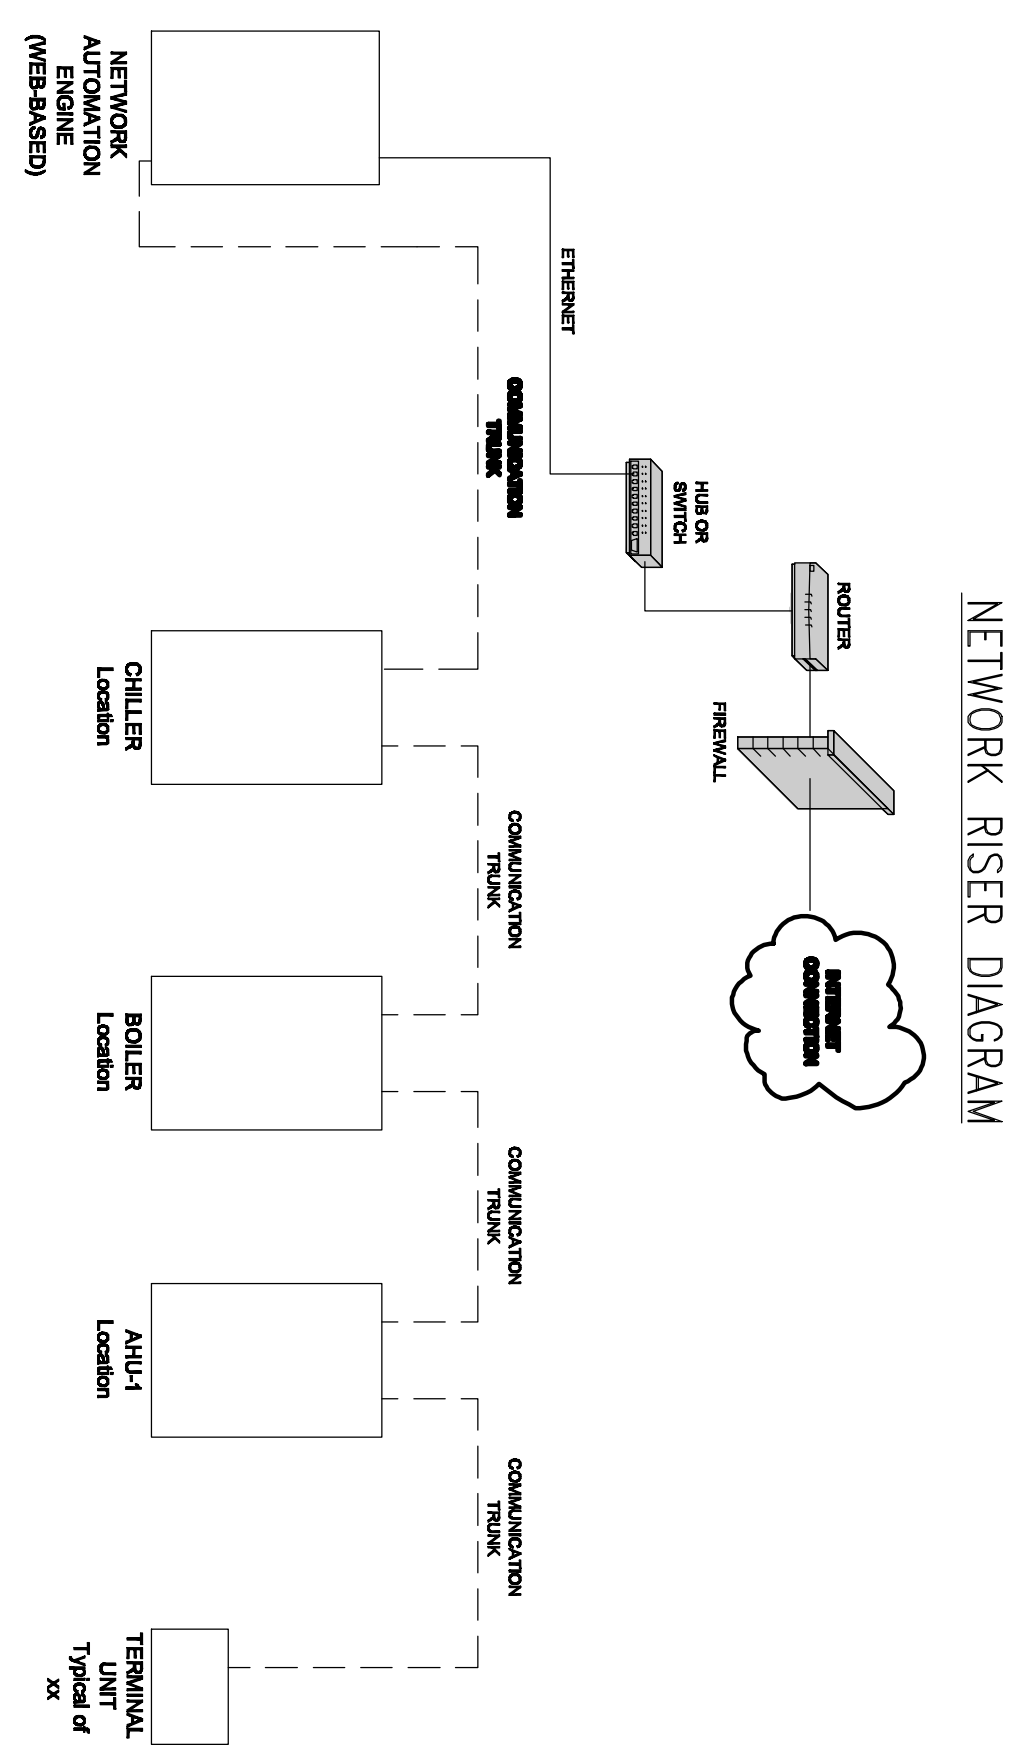 NETWORK RISER DIAGRAM
ROUTER
HUB OR
SWITCH
FIREWALL
INTERNET
CONNECTION
ETHERNET
COMMUNICATION
TRUNK
COMMUNICATION
TRUNK
COMMUNICATION
TRUNK
COMMUNICATION
TRUNK
NETWORK
AUTOMATION
ENGINE
(WEB-BASED)
CHILLER
Location
BOILER
Location
AHU-1
Location
TERMINAL
UNIT
Typical of
xx